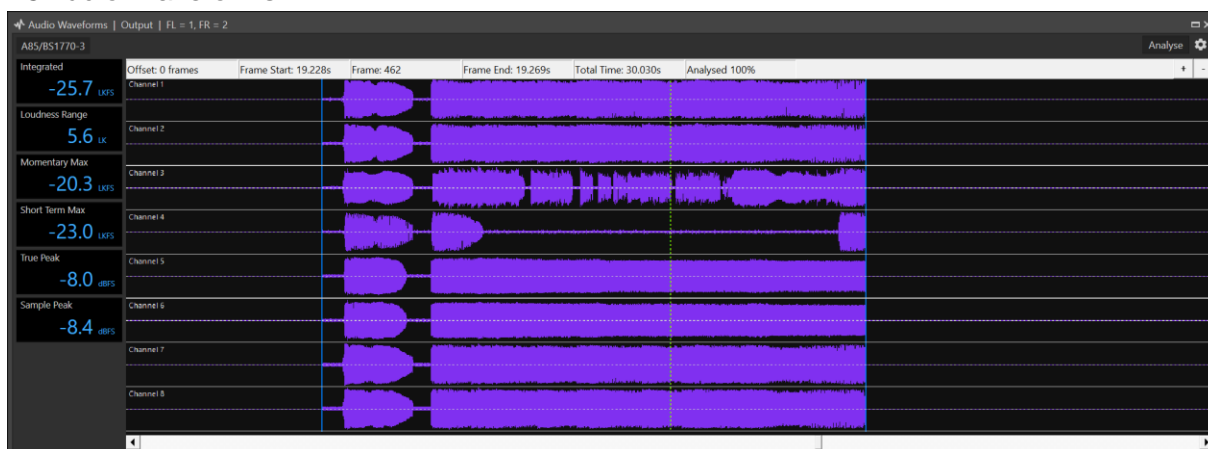 Audio Waveforms | Output | FL = 1, FR = 2
A85/BS1770-3
Analyse
Integrated
-25.7 LKFS
Loudness Range
5.6 LK
Momentary Max
-20.3 LKFS
Short Term Max
-23.0 LKFS
True Peak
-8.0 dBFS
Sample Peak
-8.4 dBFS
Offset: 0 frames Frame Start: 19.228s Frame: 462 Frame End: 19.269s Total Time: 30.030s Analysed 100% + -
Channel 1
Channel 2
Channel 3
Channel 4
Channel 5
Channel 6
Channel 7
Channel 8